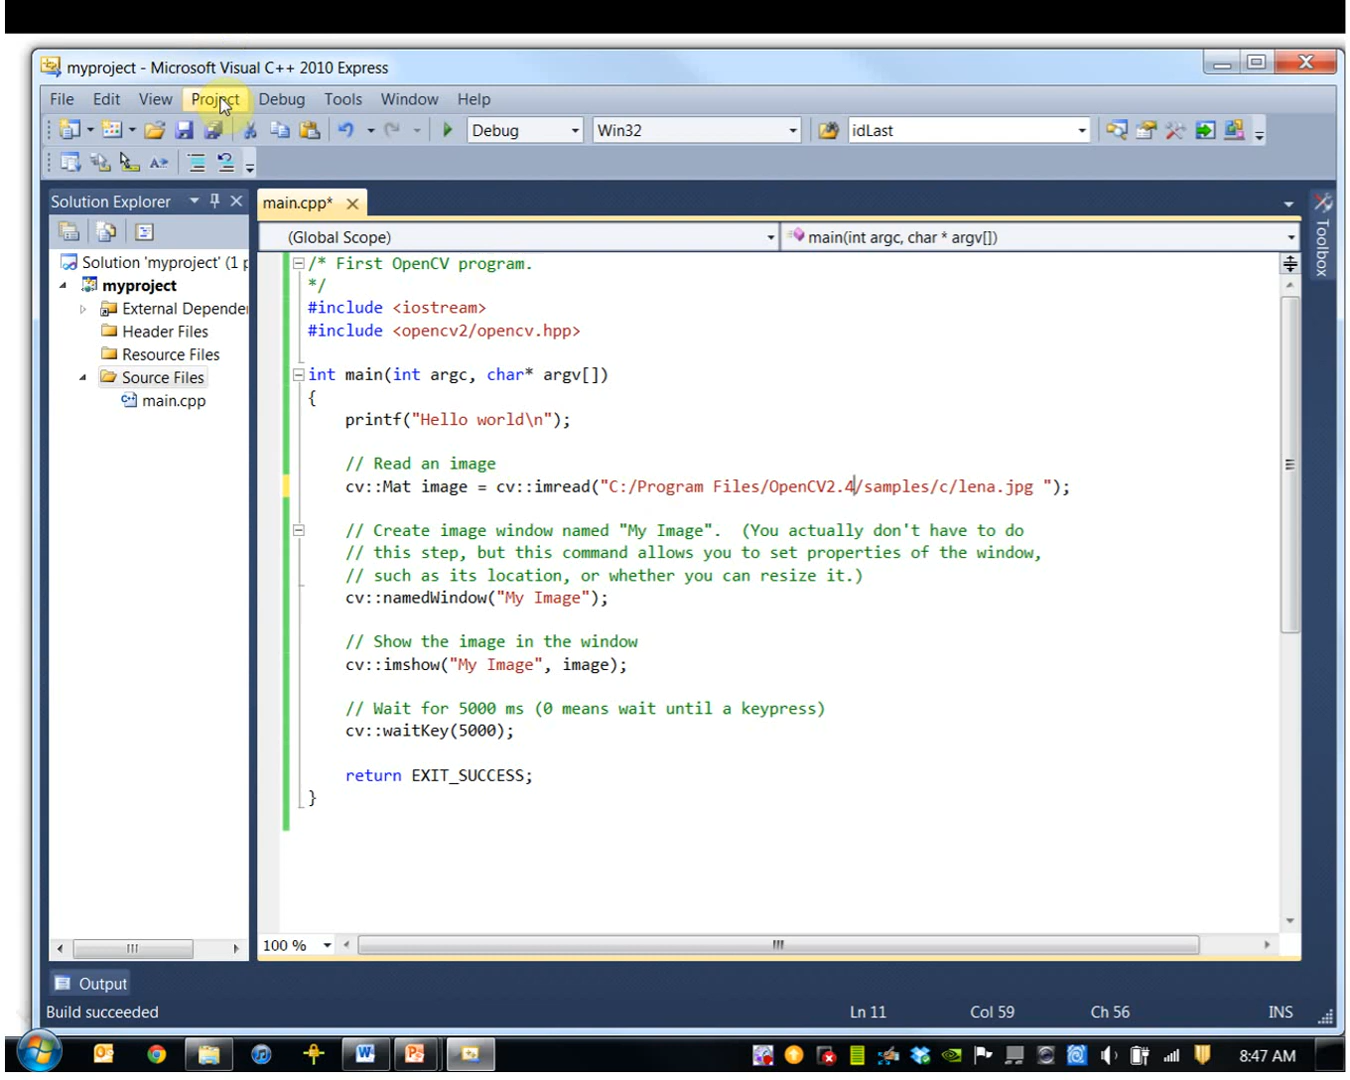 myproject - Microsoft Visual C++ 2010 Express
File Edit View Project Debug Tools Window Help
Debug Win32 idLast
Solution Explorer main.cpp*
(Global Scope) main(int argc, char * argv[])
Toolbox
Solution 'myproject' (1 p
myproject
External Depende
Header Files
Resource Files
Source Files
main.cpp
/* First OpenCV program.
*/
#include <iostream>
#include <opencv2/opencv.hpp>
int main(int argc, char* argv[])
{
printf("Hello world\n");
// Read an image
cv::Mat image = cv::imread("C:/Program Files/OpenCV2.4/samples/c/lena.jpg ");
// Create image window named "My Image".  (You actually don't have to do
// this step, but this command allows you to set properties of the window,
// such as its location, or whether you can resize it.)
cv::namedWindow("My Image");
// Show the image in the window
cv::imshow("My Image", image);
// Wait for 5000 ms (0 means wait until a keypress)
cv::waitKey(5000);
return EXIT_SUCCESS;
}
100 %
Output
Build succeeded Ln 11 Col 59 Ch 56 INS
8:47 AM